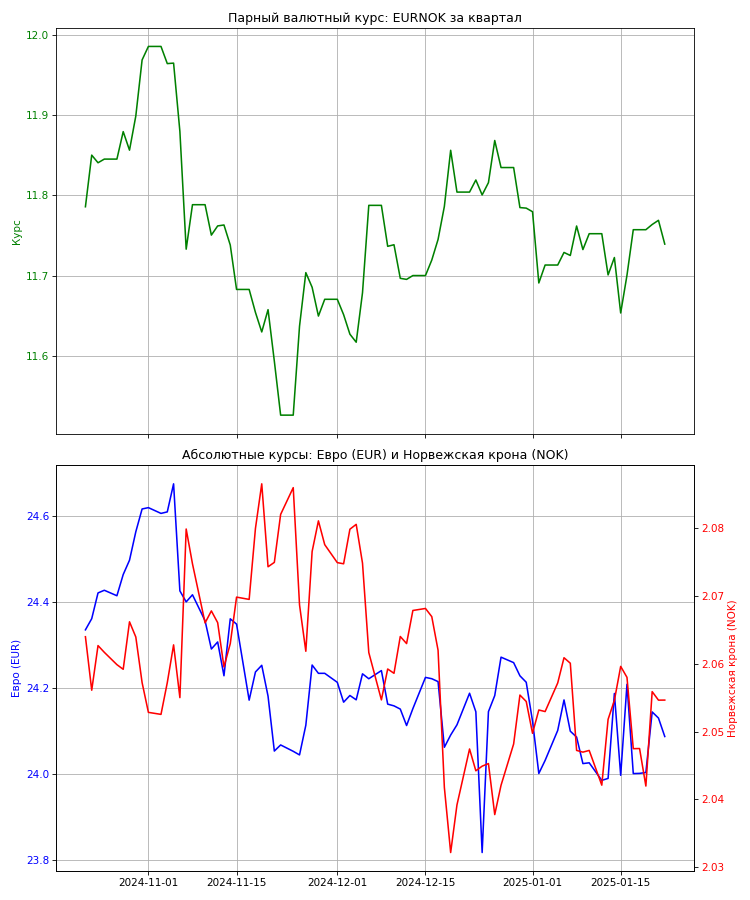 Парный валютный курс: EURNOK за квартал
12.0
11.9
11.8
11.7
11.6
Курс
Абсолютные курсы: Евро (EUR) и Норвежская крона (NOK)
24.6
24.4
24.2
24.0
23.8
Евро (EUR)
2.08
2.07
2.06
2.05
2.04
2.03
Норвежская крона (NOK)
2024-11-01 2024-11-15 2024-12-01 2024-12-15 2025-01-01 2025-01-15